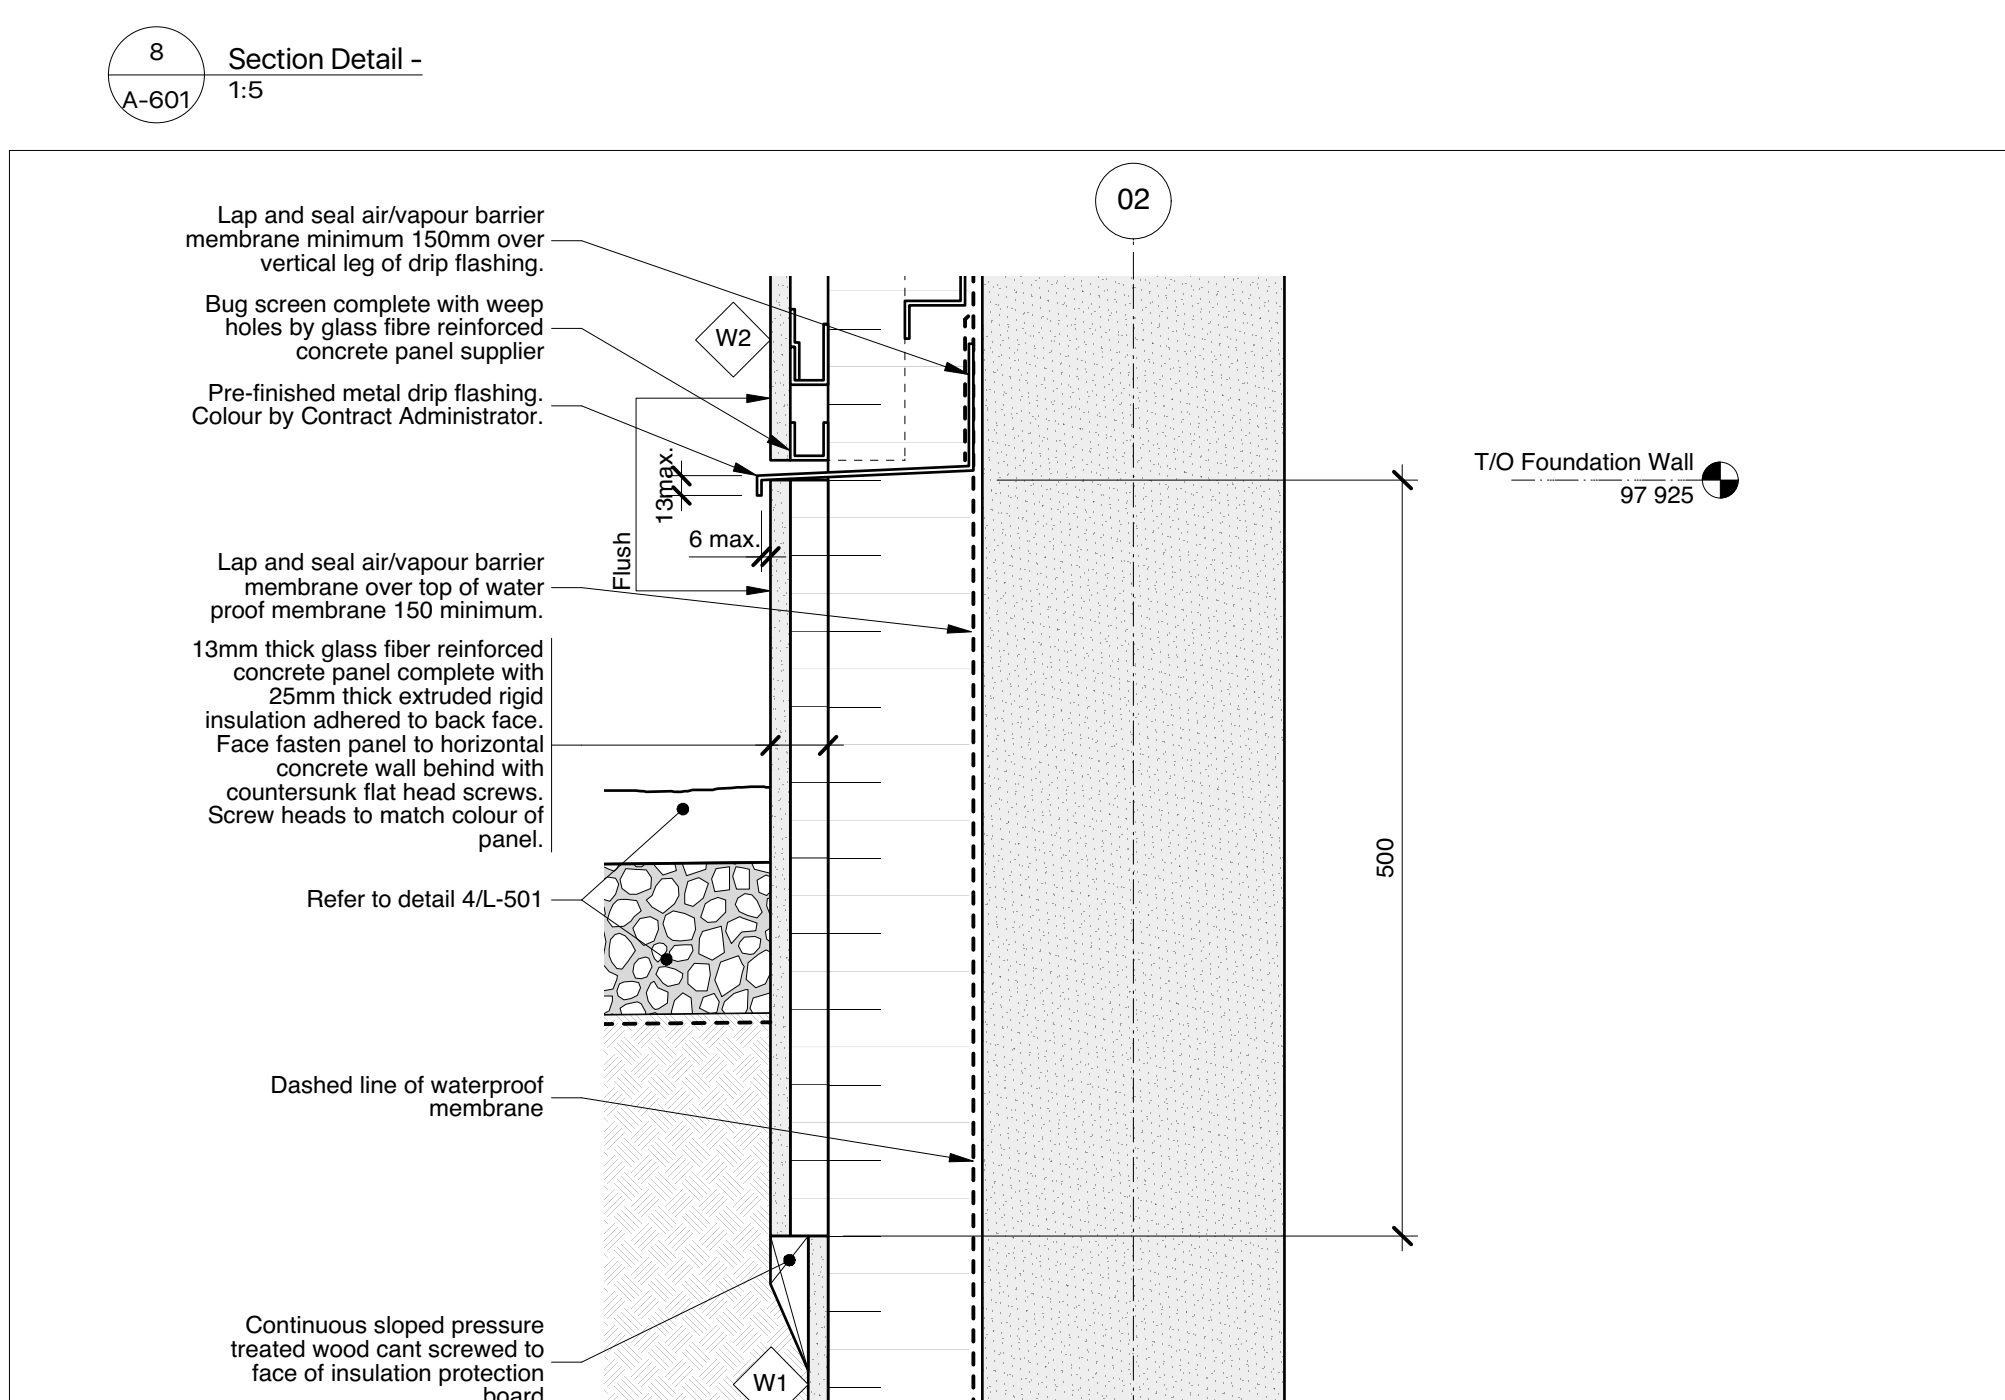 8
A-601
Section Detail -
1:5
02
Lap and seal air/vapour barrier
membrane minimum 150mm over
vertical leg of drip flashing.
Bug screen complete with weep
holes by glass fibre reinforced
concrete panel supplier
W2
Pre-finished metal drip flashing.
Colour by Contract Administrator.
13max.
6 max.
Flush
T/O Foundation Wall
97 925
Lap and seal air/vapour barrier
membrane over top of water
proof membrane 150 minimum.
13mm thick glass fiber reinforced
concrete panel complete with
25mm thick extruded rigid
insulation adhered to back face.
Face fasten panel to horizontal
concrete wall behind with
countersunk flat head screws.
Screw heads to match colour of
panel.
500
Refer to detail 4/L-501
Dashed line of waterproof
membrane
Continuous sloped pressure
treated wood cant screwed to
face of insulation protection
board
W1